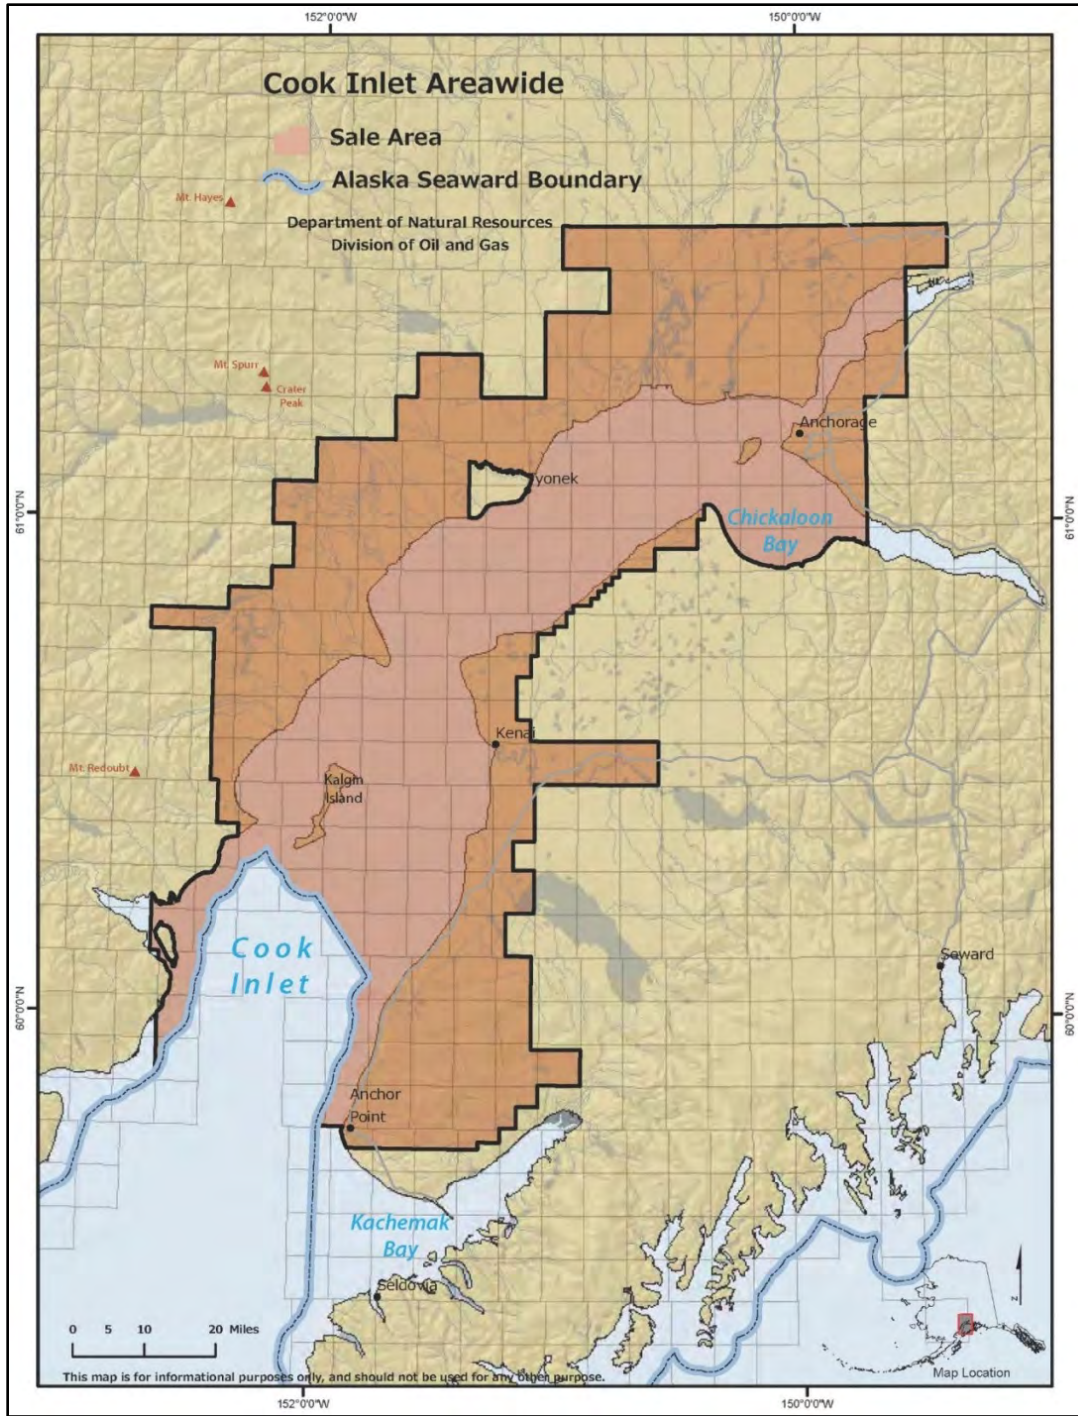 152°0'0"W
150°0'0"W
Cook Inlet Areawide
Sale Area
Alaska Seaward Boundary
Department of Natural Resources
Division of Oil and Gas
Mt. Hayes
Mt. Spurr
Crater
Peak
Anchorage
yonek
61°0'0"N
61°0'0"N
Chickaloon
Bay
Kenai
Mt. Redoubt
Kalgin
Island
Cook
Inlet
Seward
60°0'0"N
60°0'0"N
Anchor
Point
Kachemak
Bay
Seldovia
0 5 10 20 Miles
N
Map Location
This map is for informational purposes only, and should not be used for any other purpose.
152°0'0"W
150°0'0"W